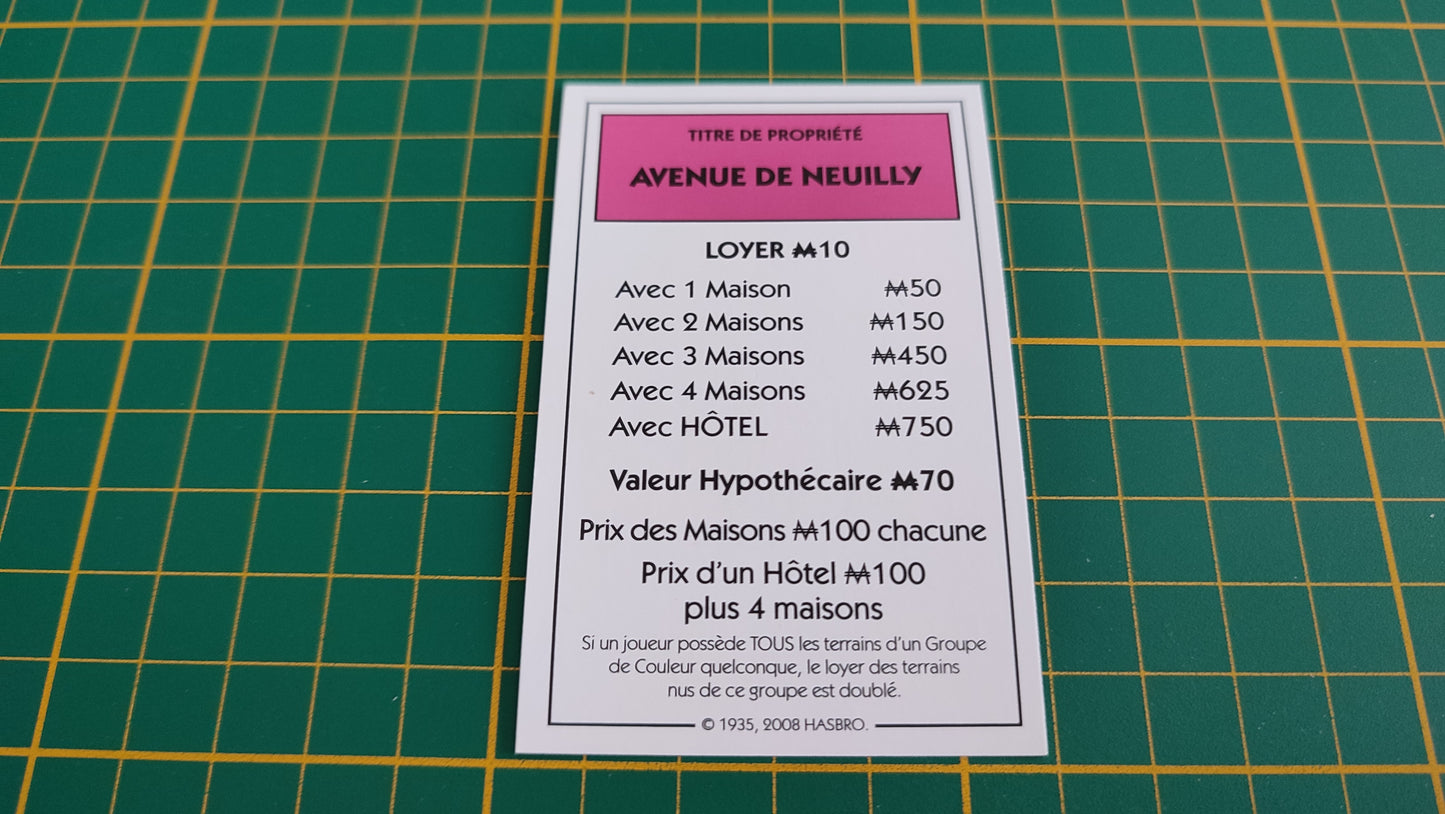 TITRE DE PROPRIÉTÉ
AVENUE DE NEUILLY
LOYER ₩10
Avec 1 Maison ₩50
Avec 2 Maisons ₩150
Avec 3 Maisons ₩450
Avec 4 Maisons ₩625
Avec HÔTEL ₩750
Valeur Hypothécaire ₩70
Prix des Maisons ₩100 chacune
Prix d'un Hôtel ₩100
plus 4 maisons
Si un joueur possède TOUS les terrains d'un Groupe
de Couleur quelconque, le loyer des terrains
nus de ce groupe est doublé.
© 1935, 2008 HASBRO.